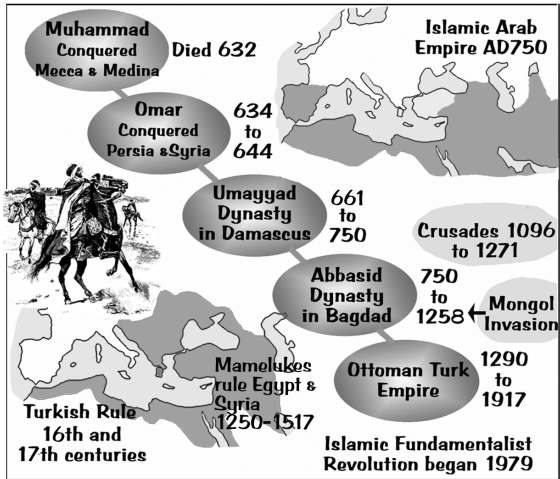 Muhammad
Conquered
Mecca & Medina
Died 632
Islamic Arab
Empire AD750
Omar
Conquered
Persia & Syria
634
to
644
Umayyad
Dynasty
in Damascus
661
to
750
Crusades 1096
to 1271
Abbasid
Dynasty
in Bagdad
750
to
1258
Mongol
Invasion
Ottoman Turk
Empire
1290
to
1917
Mamelukes
rule Egypt &
Syria
1250-1517
Turkish Rule
16th and
17th centuries
Islamic Fundamentalist
Revolution began 1979